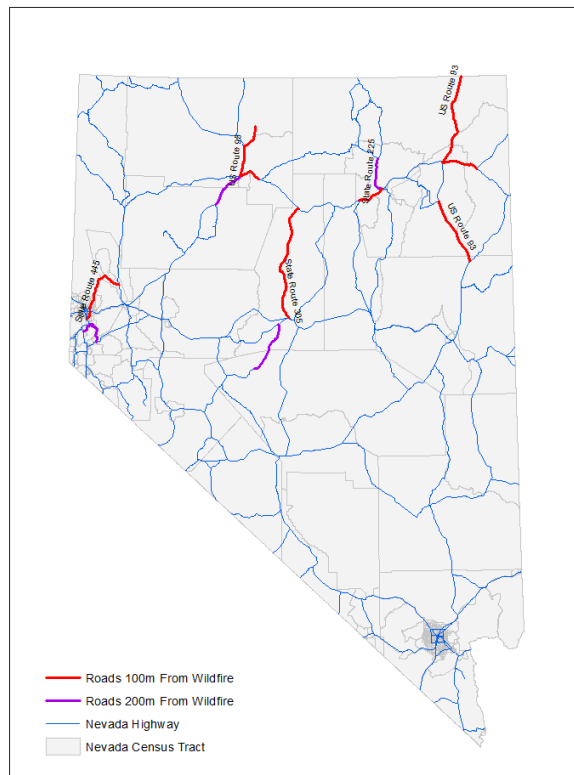 US Route 93
State Route 225
US Route 95
US Route 93
State Route 445
State Route 305
Roads 100m From Wildfire
Roads 200m From Wildfire
Nevada Highway
Nevada Census Tract